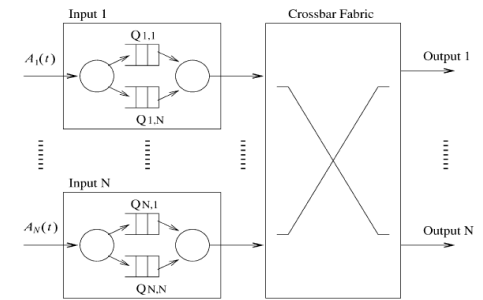 Input 1
Crossbar Fabric
Q1,1
A1(t)
Output 1
Q1,N
Input N
QN,1
AN(t)
Output N
QN,N